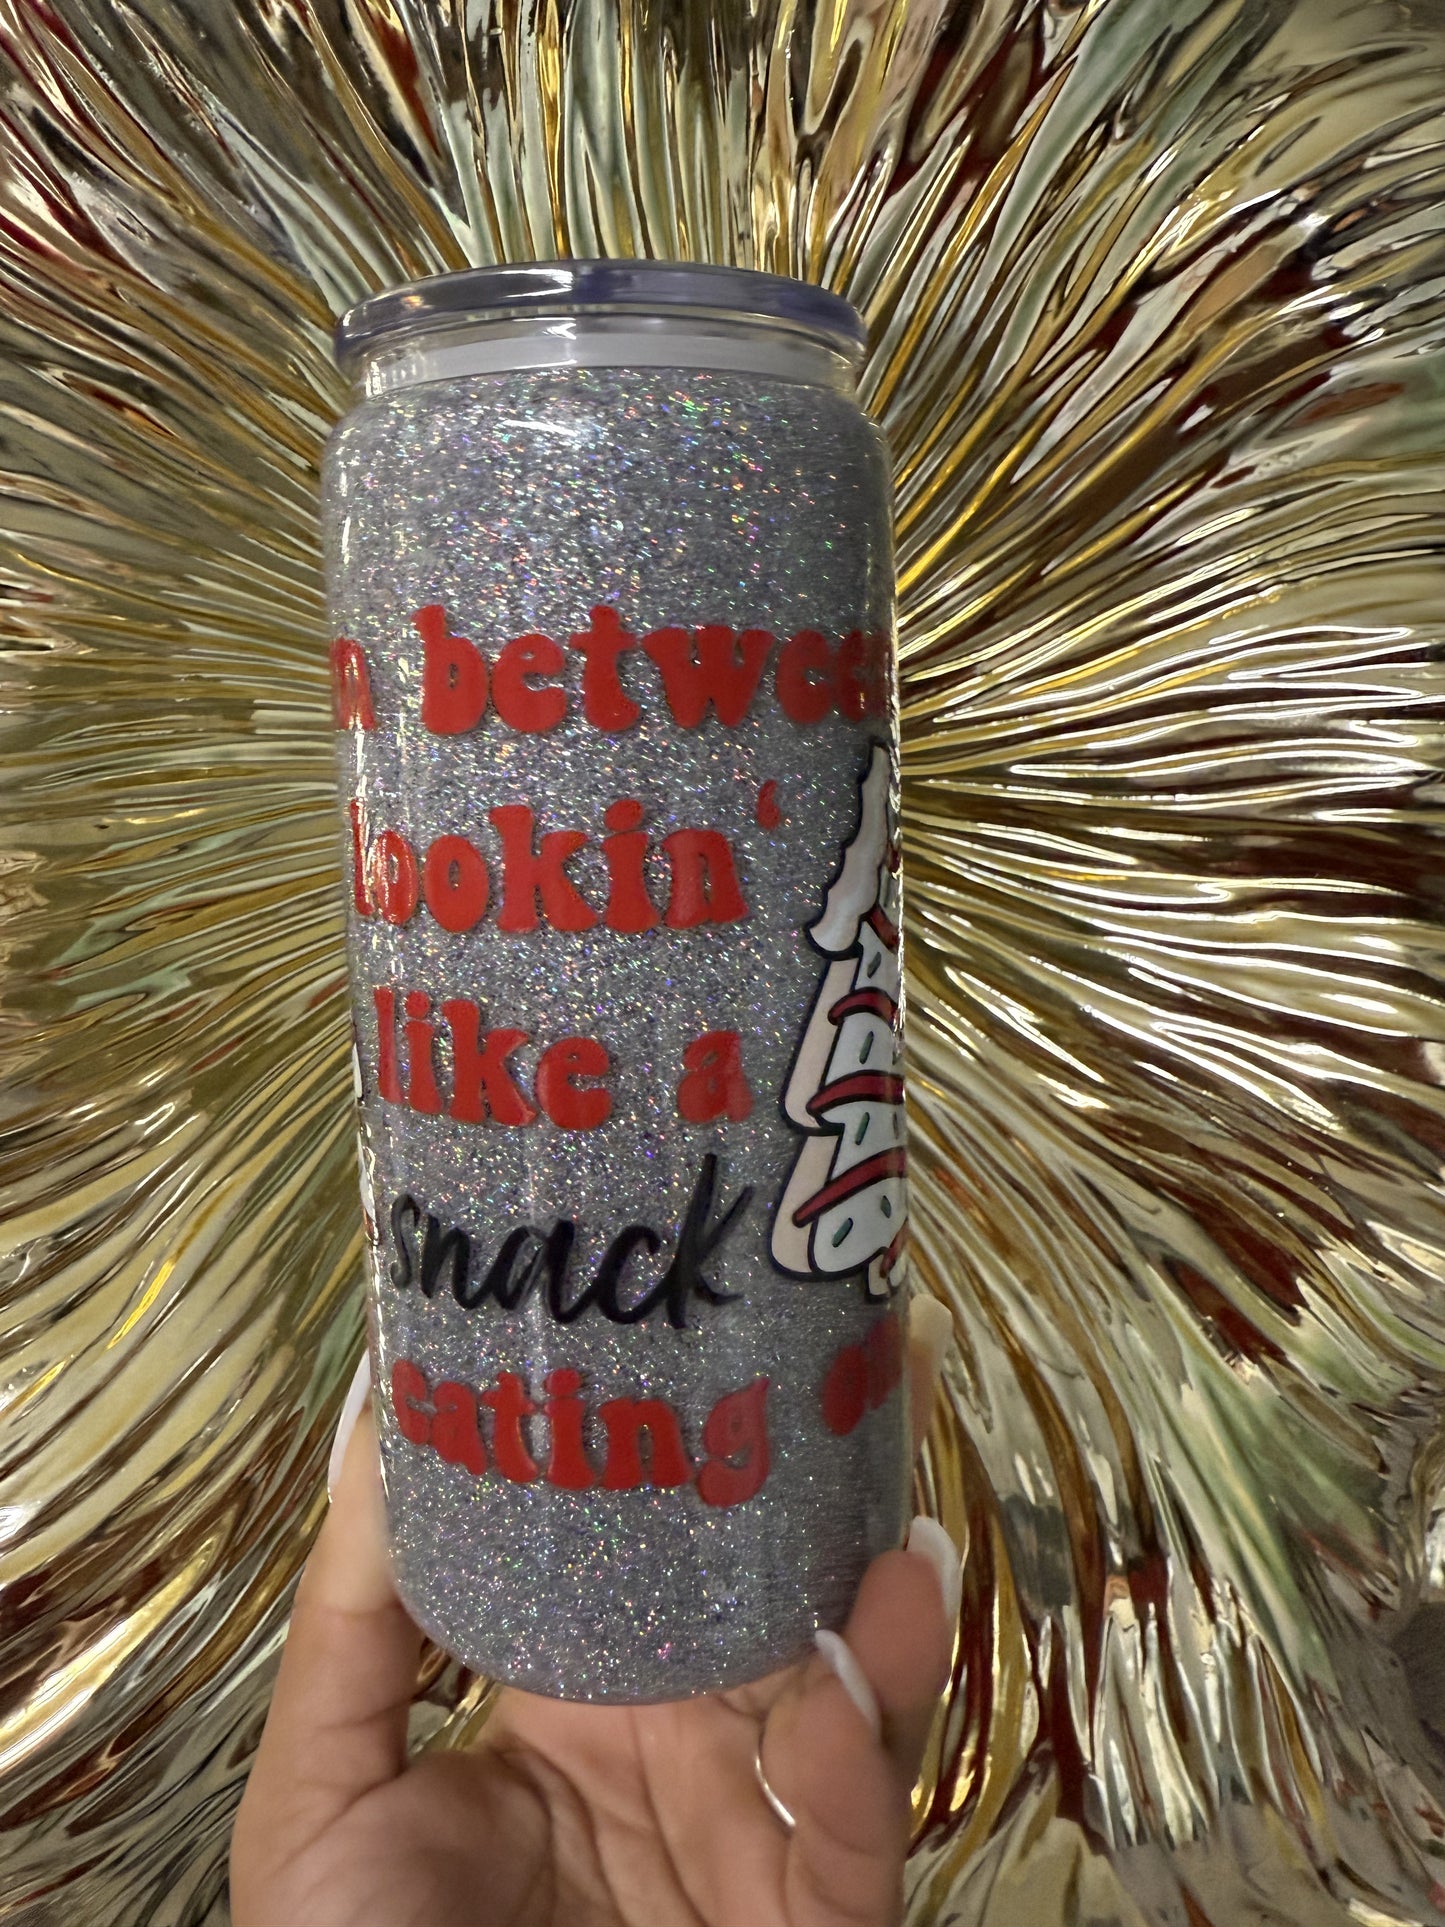 between
lookin‘
like a
snack
eating